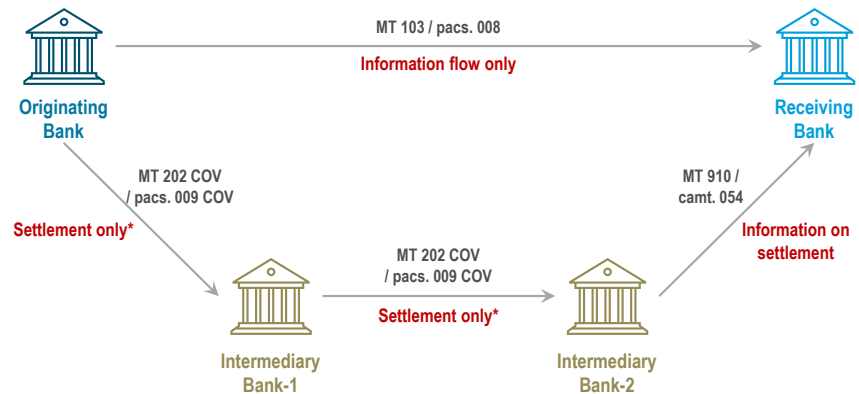 MT 103 / pacs. 008
Information flow only
Originating
Bank
Receiving
Bank
MT 202 COV
/ pacs. 009 COV
Settlement only*
MT 910 /
camt. 054
Information on
settlement
MT 202 COV
/ pacs. 009 COV
Settlement only*
Intermediary
Bank-1
Intermediary
Bank-2